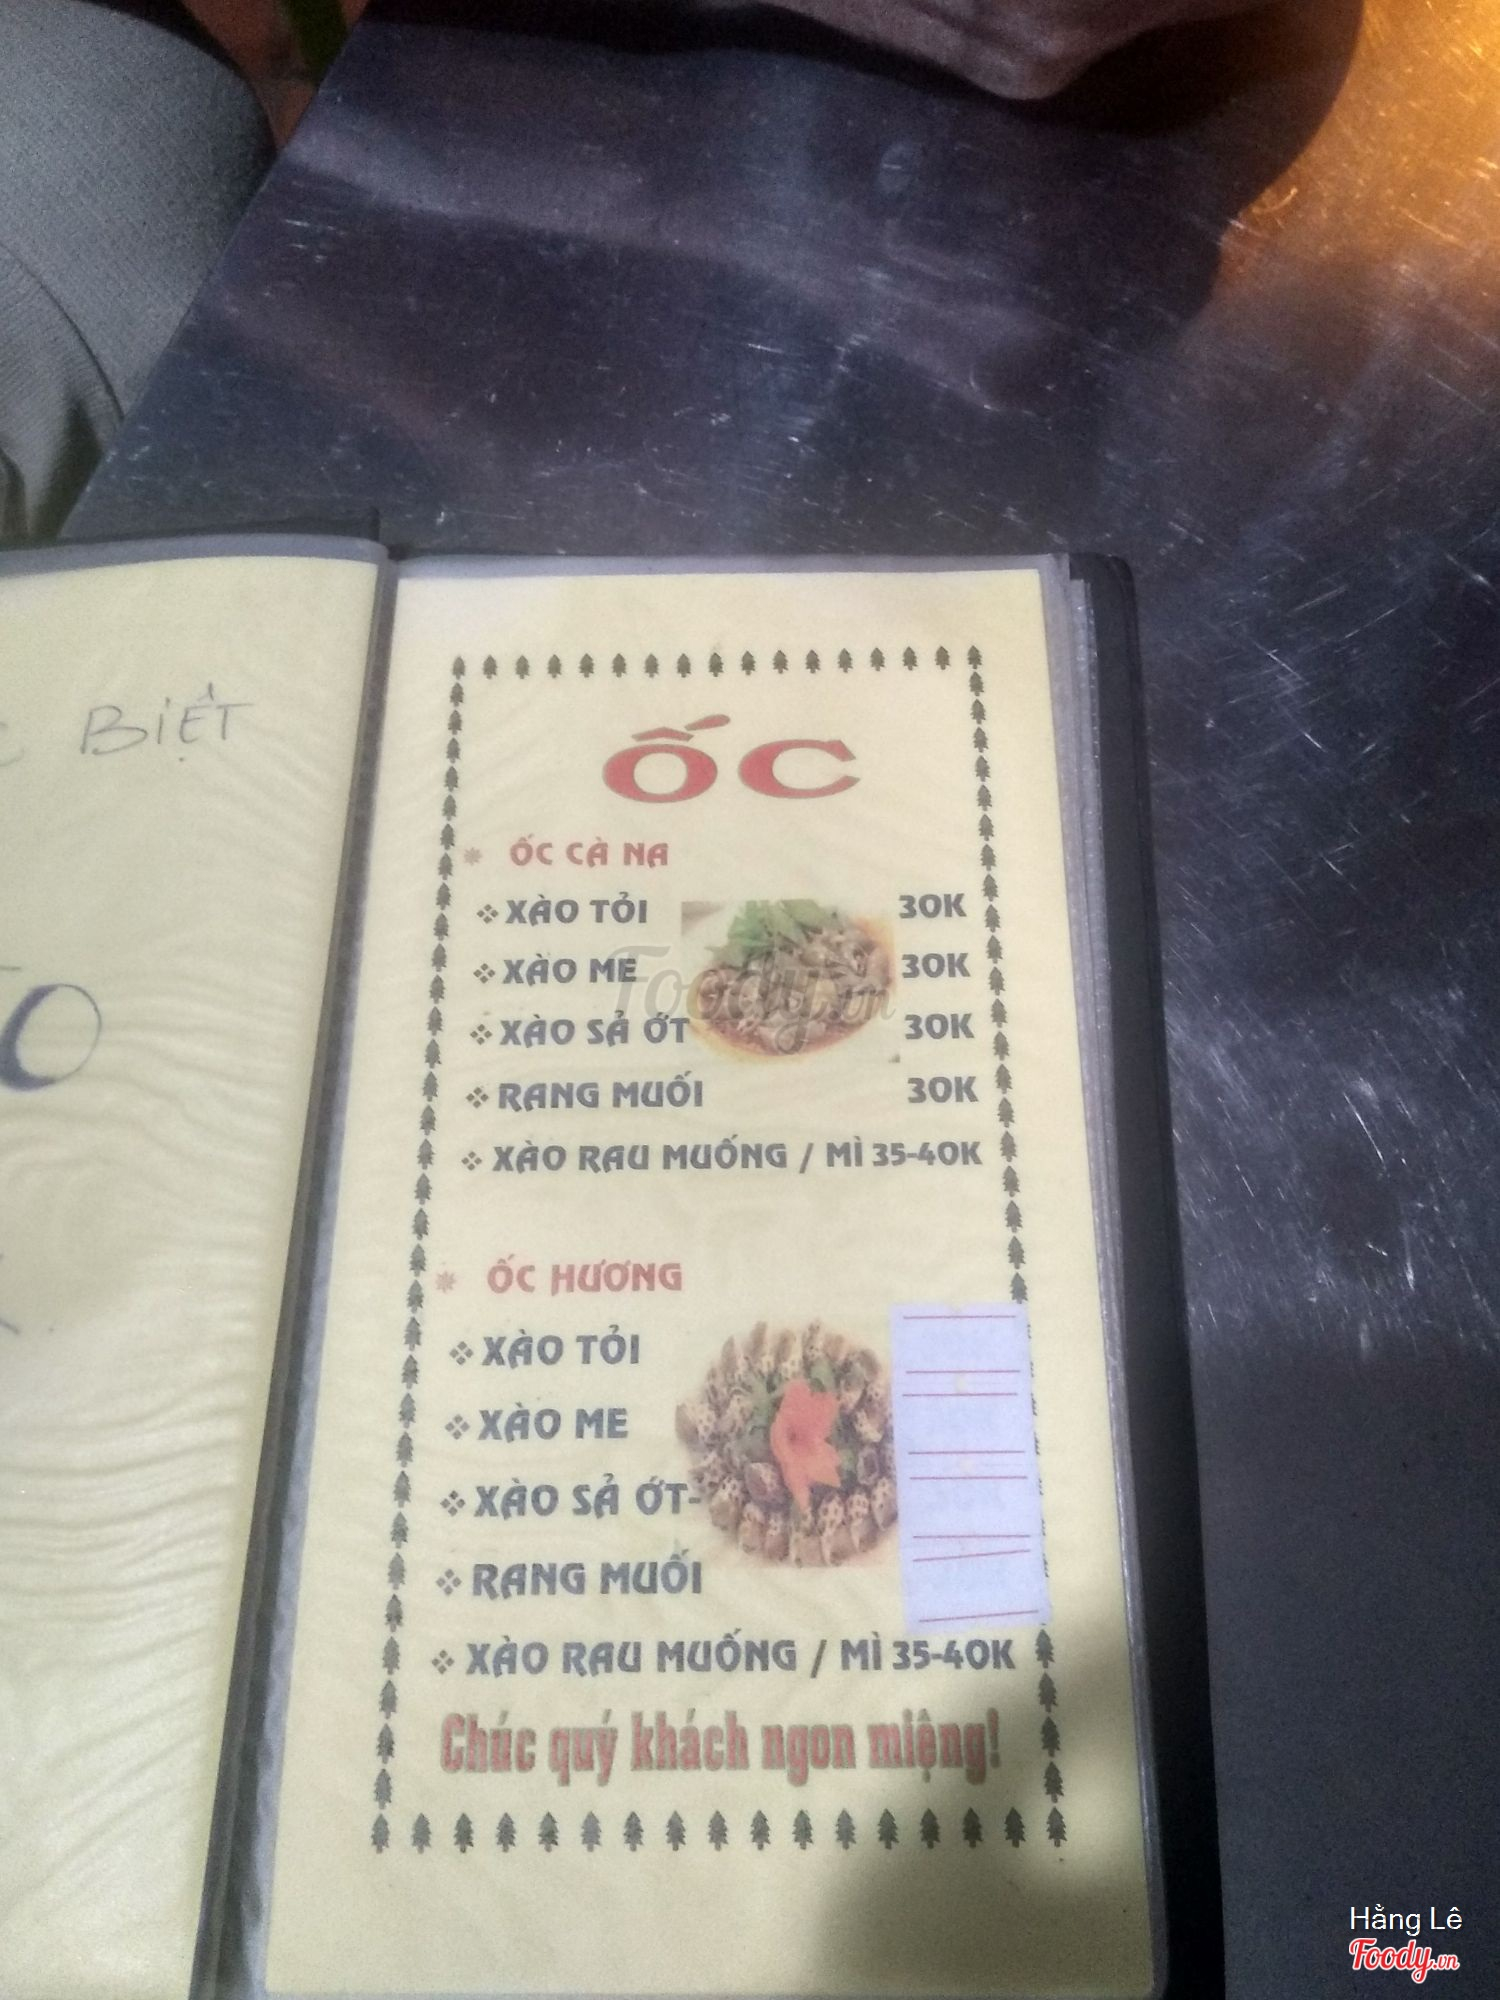 BIỆT
ỐC
ỐC CÀ NA
XÀO TỎI 30K
XÀO ME 30K
XÀO SẢ ỚT 30K
RANG MUỐI 30K
XÀO RAU MUỐNG / MÌ 35-40K
ỐC HƯƠNG
XÀO TỎI
XÀO ME
XÀO SẢ ỚT-
RANG MUỐI
XÀO RAU MUỐNG / MÌ 35-40K
Chúc quý khách ngon miệng!
Foody.vn
Hằng Lê
Foody.vn